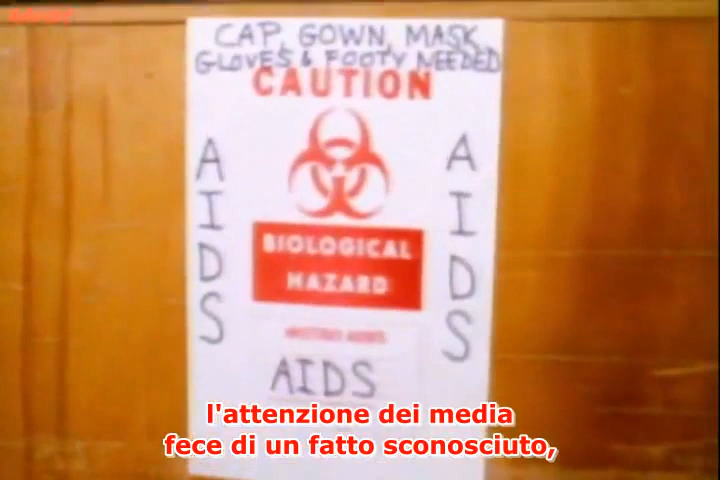 CAP, GOWN, MASK,
GLOVES & FOOTY NEEDED
CAUTION
AIDS
AIDS
BIOLOGICAL
HAZARD
AIDS
l'attenzione dei media
fece di un fatto sconosciuto,